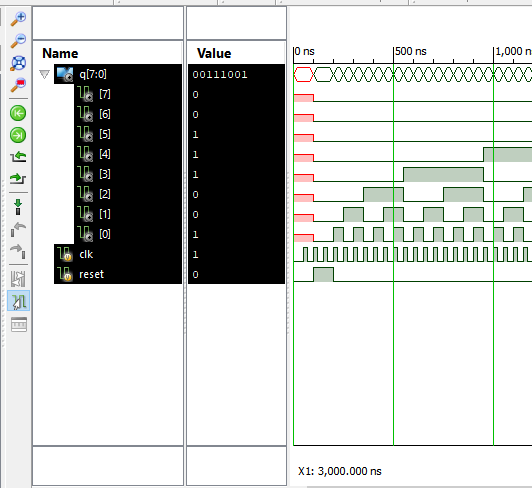 0 ns 500 ns 1,000 ns
Name Value
q[7:0] 00111001
[7] 0
[6] 0
[5] 1
[4] 1
[3] 1
[2] 0
[1] 0
[0] 1
clk 1
reset 0
X1: 3,000.000 ns